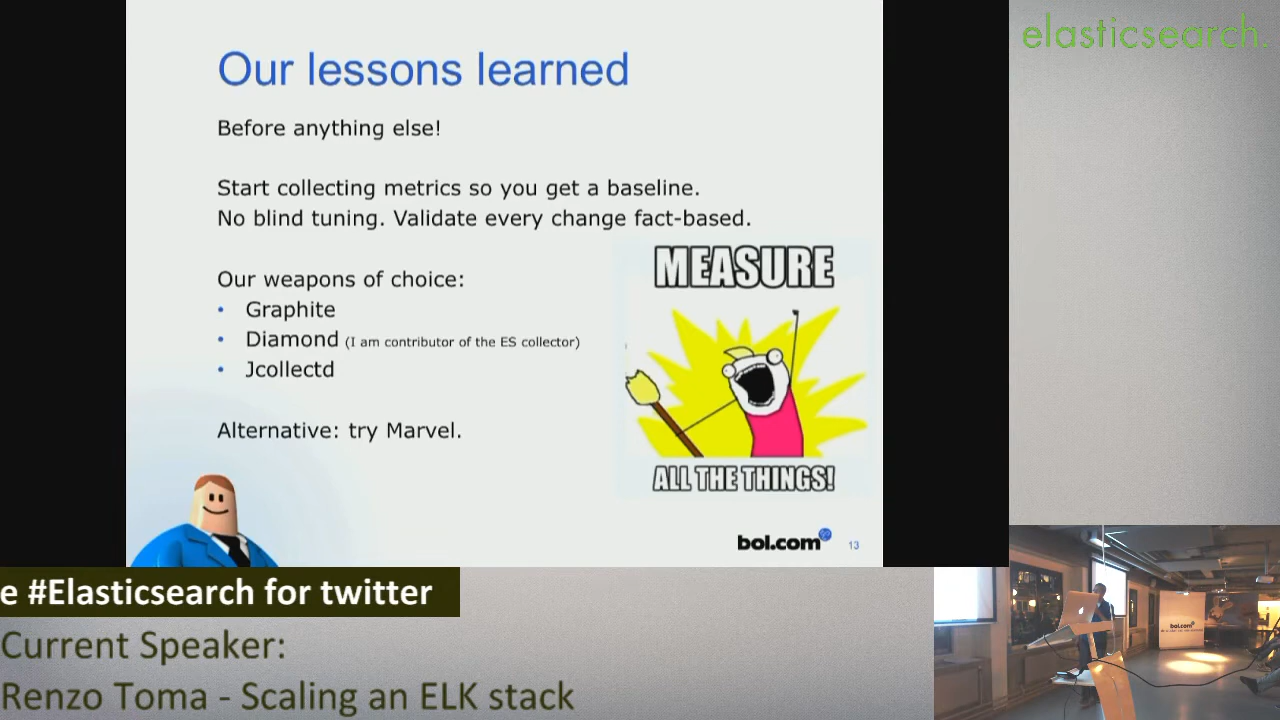 elasticsearch.
Our lessons learned
Before anything else!
Start collecting metrics so you get a baseline.
No blind tuning. Validate every change fact-based.
Our weapons of choice:
• Graphite
• Diamond (I am contributor of the ES collector)
• Jcollectd
Alternative: try Marvel.
MEASURE
ALL THE THINGS!
bol.com
13
e #Elasticsearch for twitter
Current Speaker:
Renzo Toma - Scaling an ELK stack
bol.com